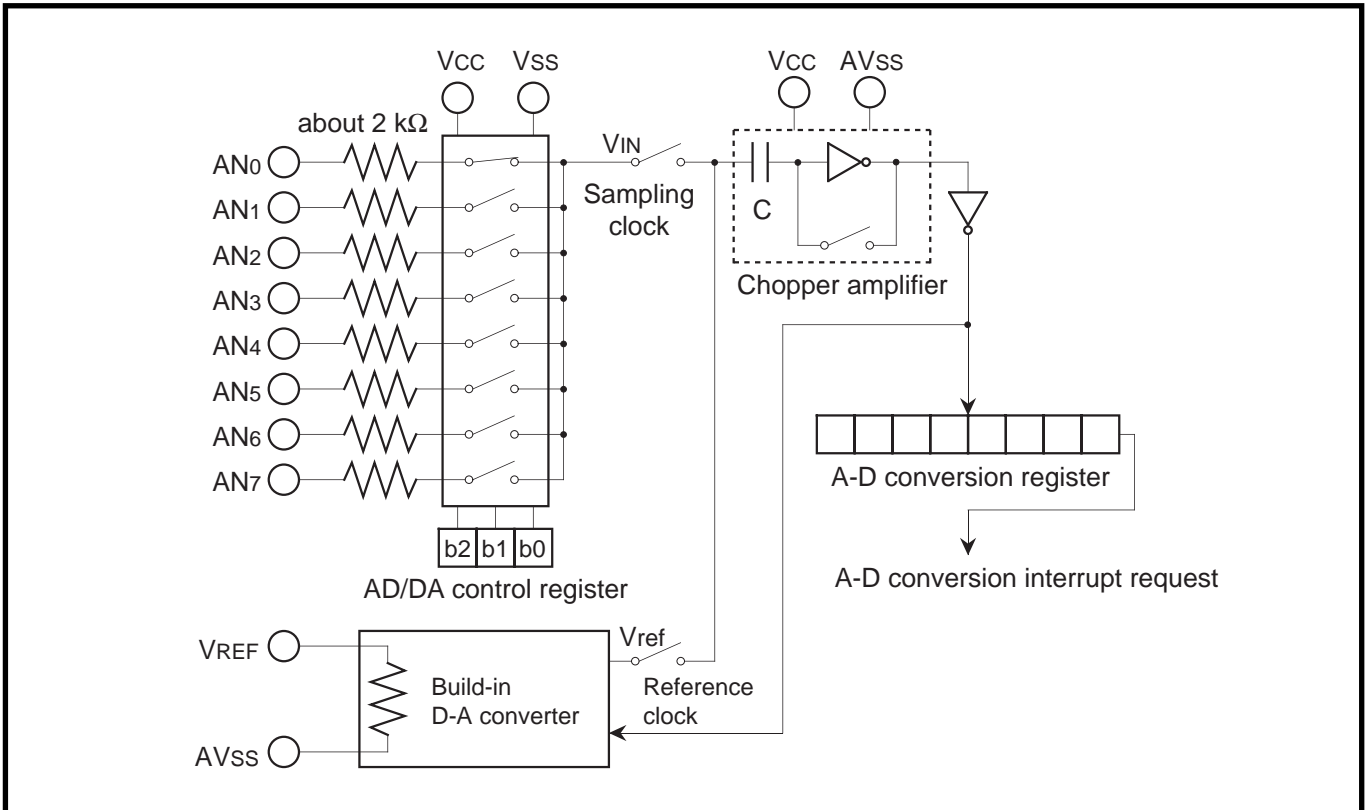 VCC
VSS
VCC
AVSS
about 2 kΩ
AN0
AN1
AN2
AN3
AN4
AN5
AN6
AN7
VIN
Sampling
clock
C
Chopper amplifier
b2 b1 b0
AD/DA control register
A-D conversion register
A-D conversion interrupt request
VREF
AVSS
Build-in
D-A converter
Vref
Reference
clock